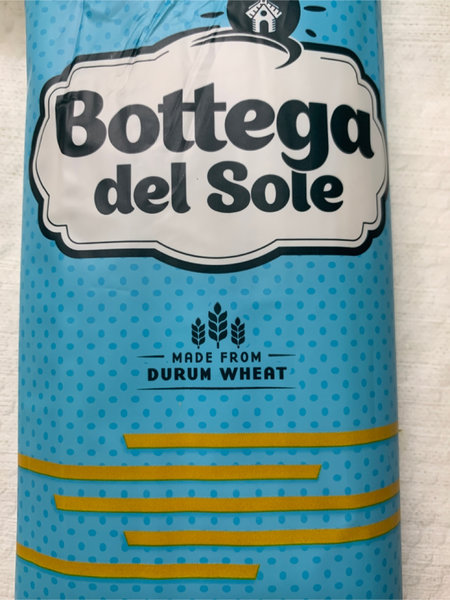 Bottega
del Sole
MADE FROM
DURUM WHEAT